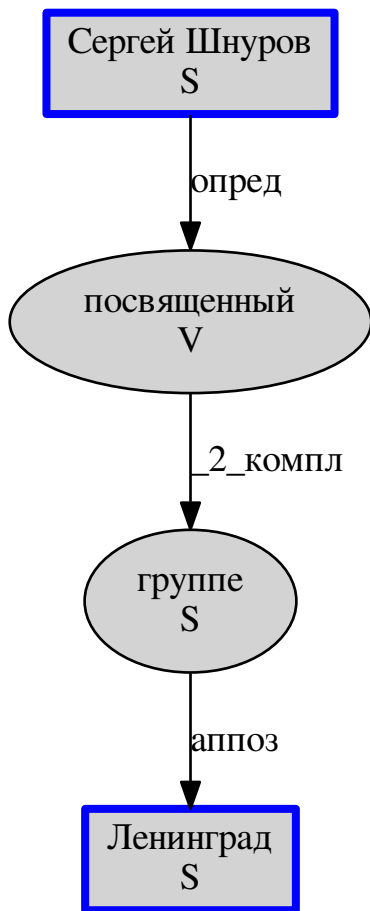 Сергей Шнуров
S
опред
посвященный
V
_2_компл
группе
S
аппоз
Ленинград
S